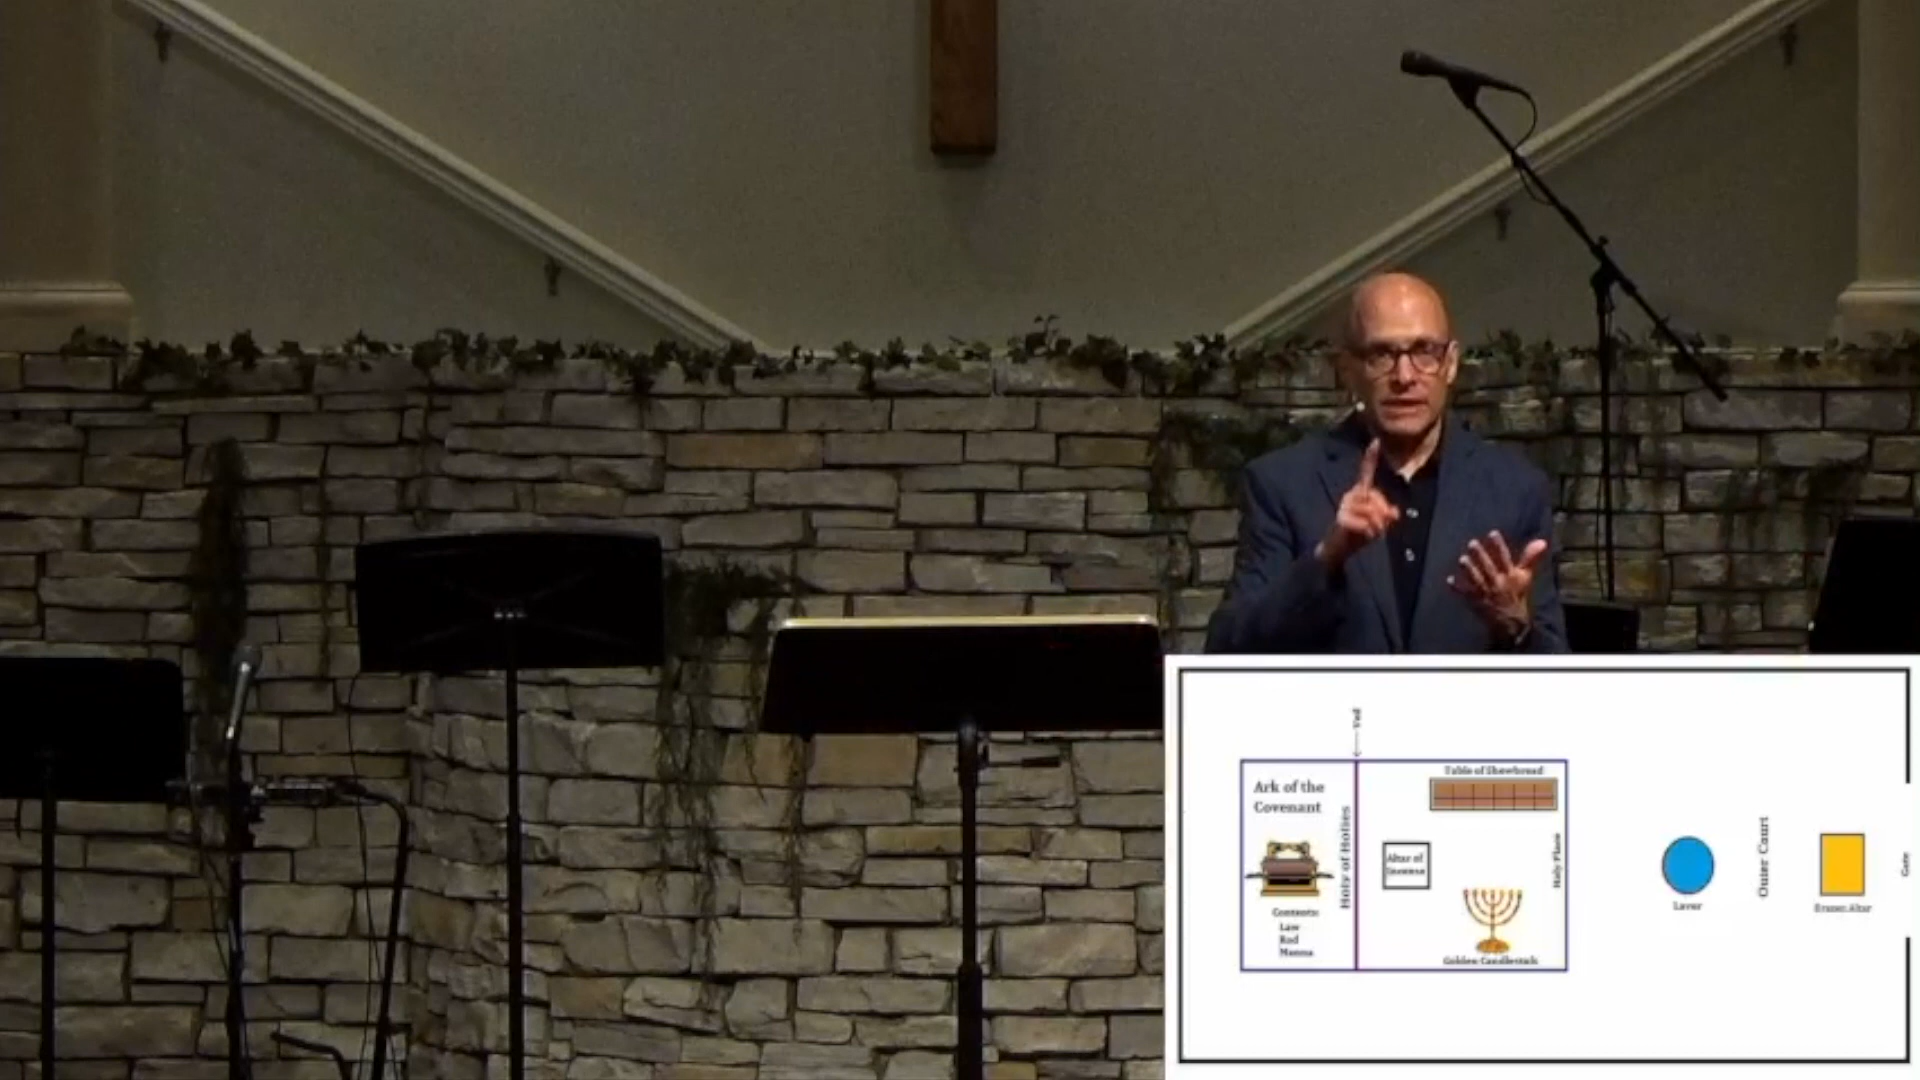 <---- Veil
Table of Shewbread
Ark of the
Covenant
Holy of Holies
Altar of
Incense
Holy Place
Contents:
Law
Rod
Manna
Golden Candlestick
Laver
Outer Court
Brazen Altar
Gate